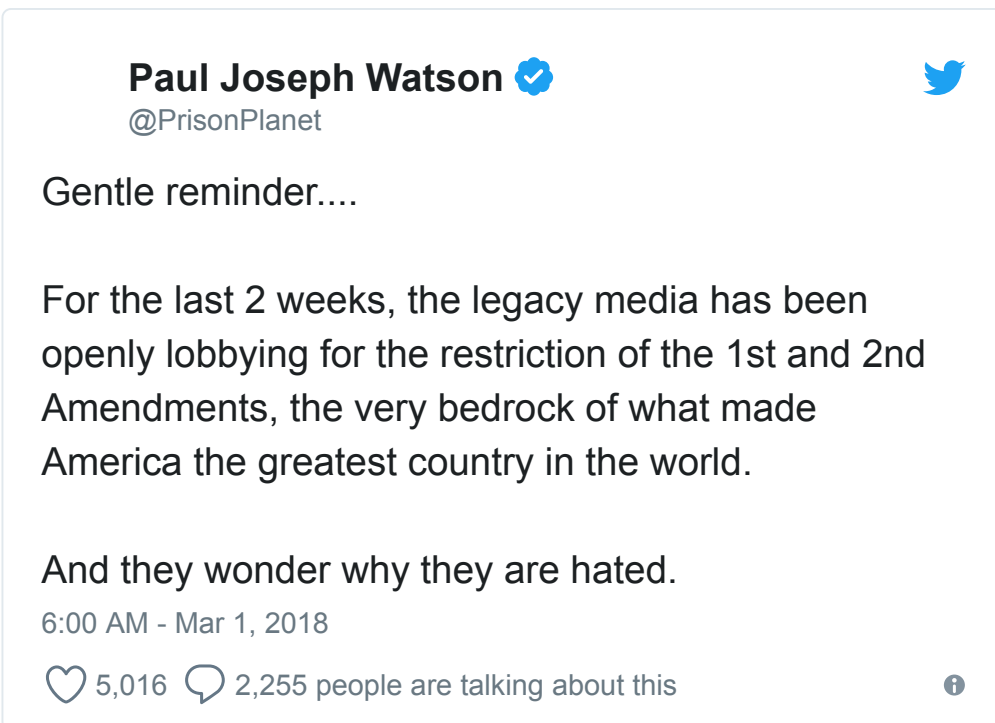 Paul Joseph Watson
@PrisonPlanet
Gentle reminder....
For the last 2 weeks, the legacy media has been
openly lobbying for the restriction of the 1st and 2nd
Amendments, the very bedrock of what made
America the greatest country in the world.
And they wonder why they are hated.
6:00 AM - Mar 1, 2018
5,016 2,255 people are talking about this